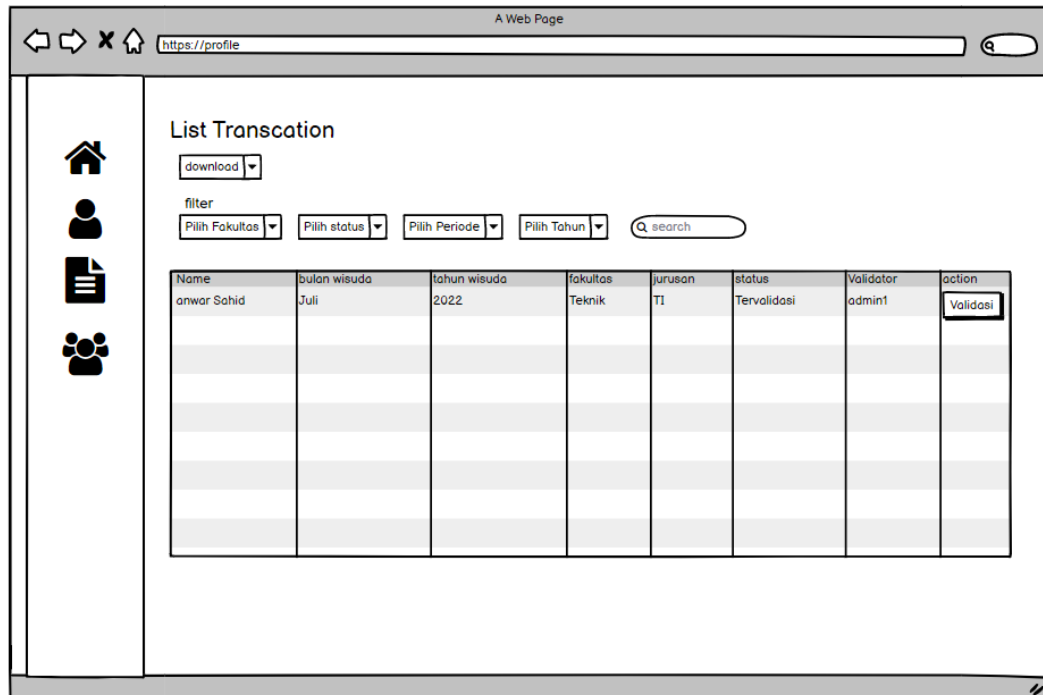 A Web Page
https://profile
List Transcation
download
filter
Pilih Fakultas Pilih status Pilih Periode Pilih Tahun search
Name bulan wisuda tahun wisuda fakultas jurusan status Validator action
anwar Sahid Juli 2022 Teknik TI Tervalidasi admin1 Validasi